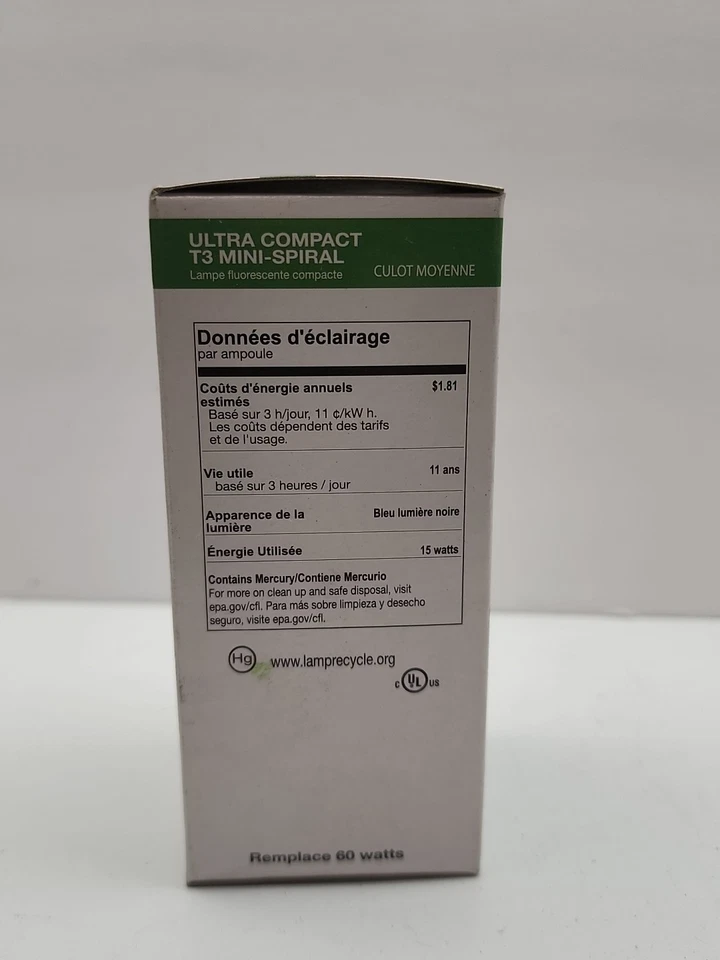 ULTRA COMPACT
T3 MINI-SPIRAL
Lampe fluorescente compacte CULOT MOYENNE
Données d'éclairage
par ampoule
Coûts d'énergie annuels $1.81
estimés
Basé sur 3 h/jour, 11 ¢/kW h.
Les coûts dépendent des tarifs
et de l'usage.
Vie utile 11 ans
basé sur 3 heures / jour
Apparence de la Bleu lumière noire
lumière
Énergie Utilisée 15 watts
Contains Mercury/Contiene Mercurio
For more on clean up and safe disposal, visit
epa.gov/cfl. Para más sobre limpieza y desecho
seguro, visite epa.gov/cfl.
Hg www.lamprecycle.org
c UL US
Remplace 60 watts